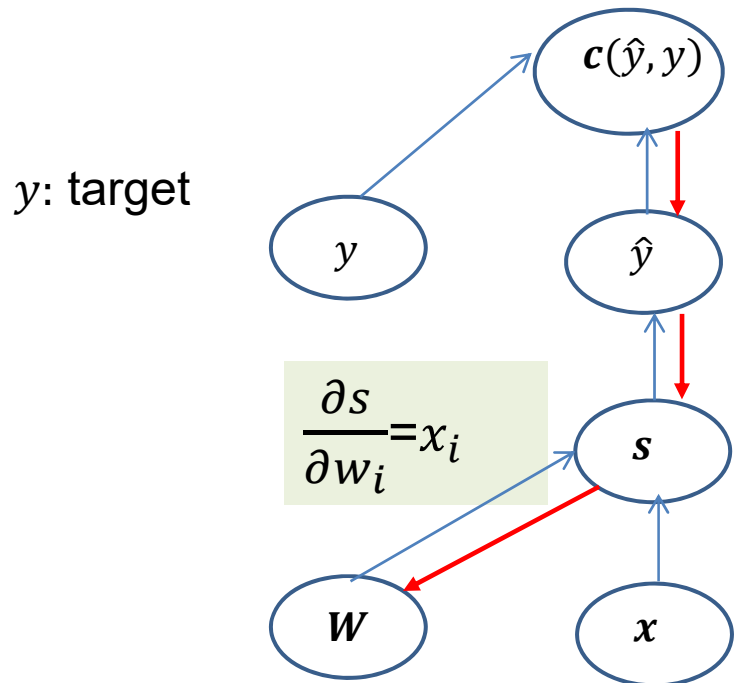 c(ŷ, y)
y: target
y
ŷ
∂s/∂wᵢ=xᵢ
s
W
x